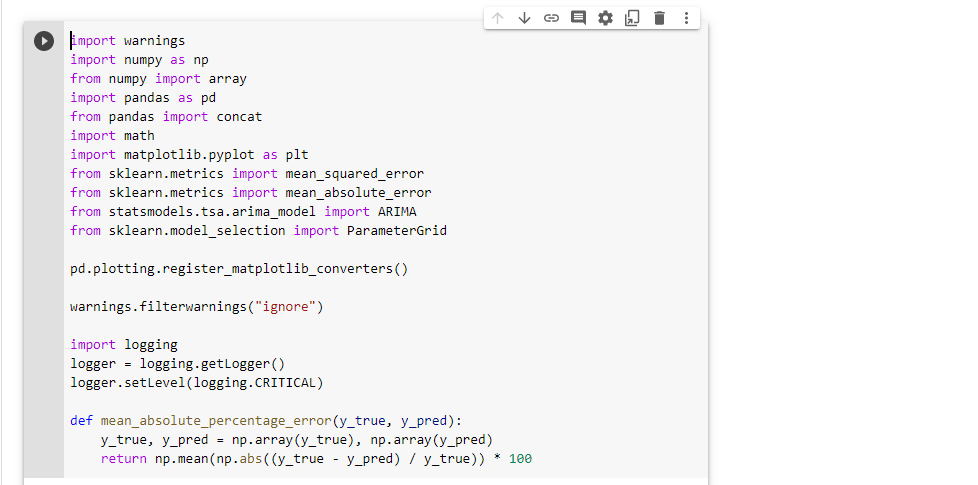 import warnings
import numpy as np
from numpy import array
import pandas as pd
from pandas import concat
import math
import matplotlib.pyplot as plt
from sklearn.metrics import mean_squared_error
from sklearn.metrics import mean_absolute_error
from statsmodels.tsa.arima_model import ARIMA
from sklearn.model_selection import ParameterGrid

pd.plotting.register_matplotlib_converters()

warnings.filterwarnings("ignore")

import logging
logger = logging.getLogger()
logger.setLevel(logging.CRITICAL)

def mean_absolute_percentage_error(y_true, y_pred):
    y_true, y_pred = np.array(y_true), np.array(y_pred)
    return np.mean(np.abs((y_true - y_pred) / y_true)) * 100